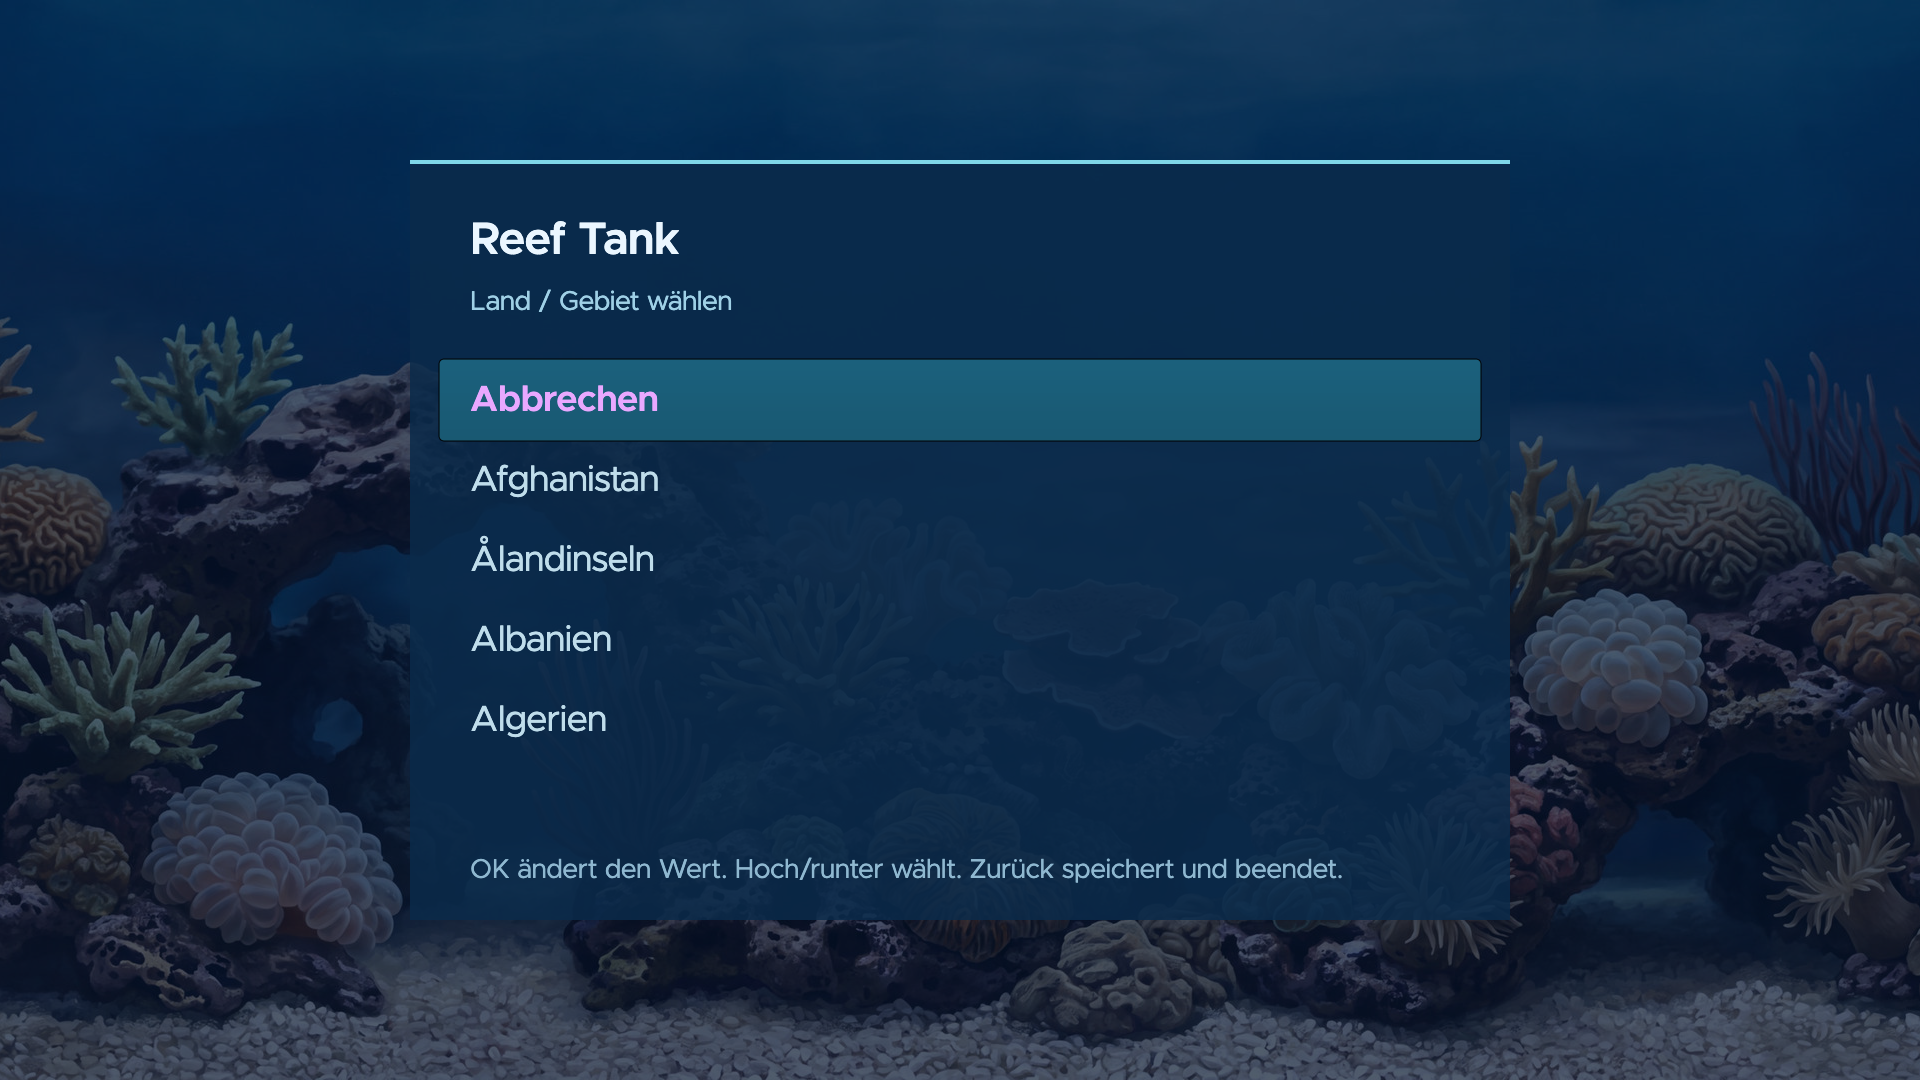 Reef Tank
Land / Gebiet wählen
Abbrechen
Afghanistan
Ålandinseln
Albanien
Algerien
OK ändert den Wert. Hoch/runter wählt. Zurück speichert und beendet.